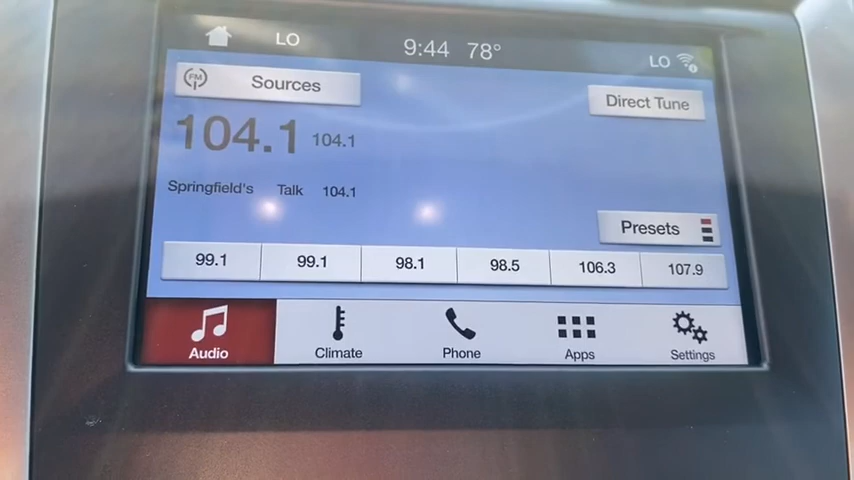 LO 9:44 78° LO
FM Sources
Direct Tune
104.1 104.1
Springfield's Talk 104.1
Presets
99.1 99.1 98.1 98.5 106.3 107.9
Audio Climate Phone Apps Settings